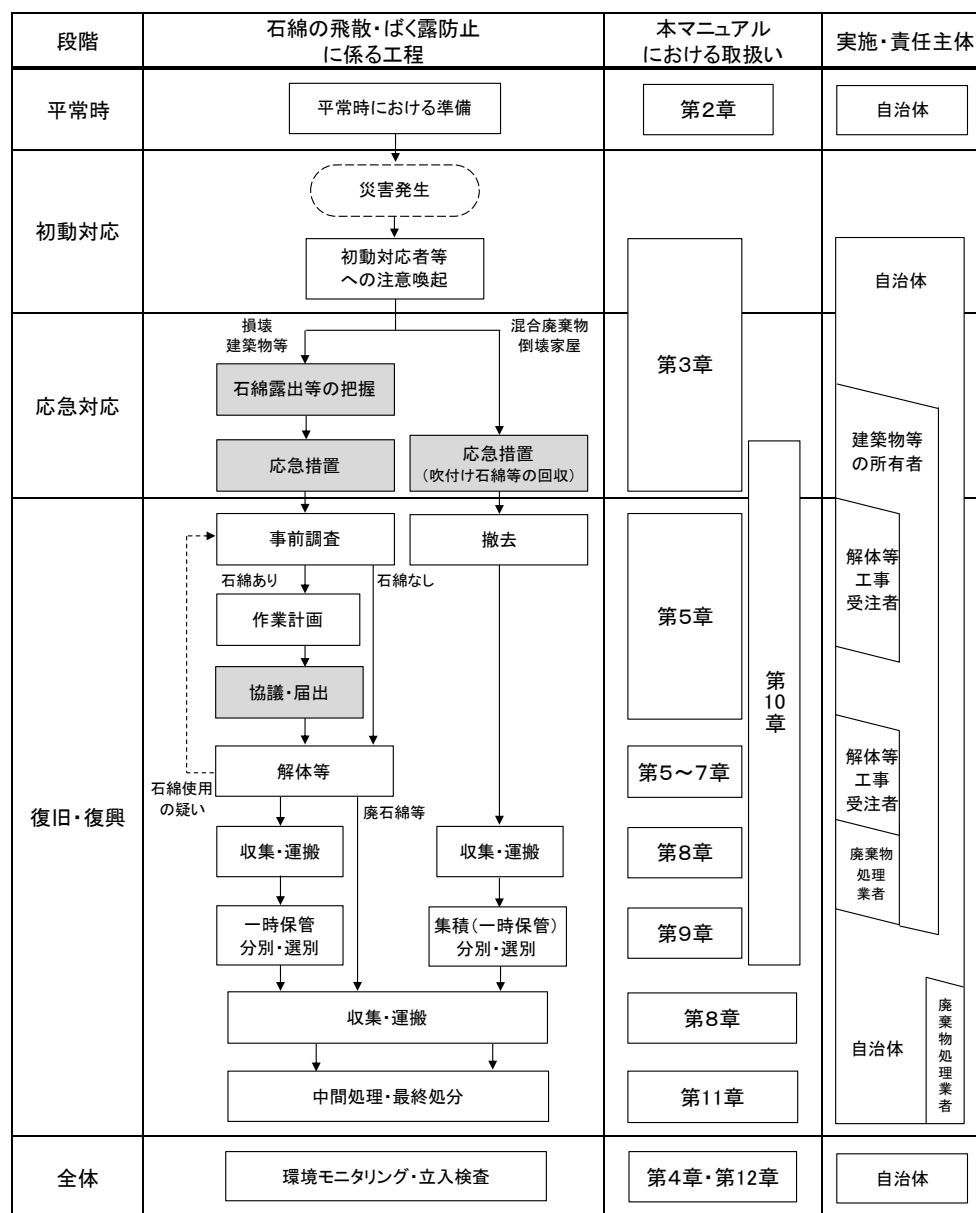 段階
石綿の飛散・ばく露防止
に係る工程
本マニュアル
における取扱い
実施・責任主体
平常時
平常時における準備
第2章
自治体
初動対応
災害発生
初動対応者等
への注意喚起
自治体
応急対応
損壊
建築物等
混合廃棄物
倒壊家屋
石綿露出等の把握
応急措置
応急措置
(吹付け石綿等の回収)
第3章
建築物等
の所有者
復旧・復興
事前調査
撤去
石綿あり
石綿なし
作業計画
協議・届出
解体等
石綿使用
の疑い
廃石綿等
収集・運搬
収集・運搬
一時保管
分別・選別
集積(一時保管)
分別・選別
収集・運搬
中間処理・最終処分
第5章
第10章
第5~7章
第8章
第9章
第8章
第11章
解体等
工事
受注者
解体等
工事
受注者
廃棄物
処理
業者
自治体
廃棄物処理業者
全体
環境モニタリング・立入検査
第4章・第12章
自治体